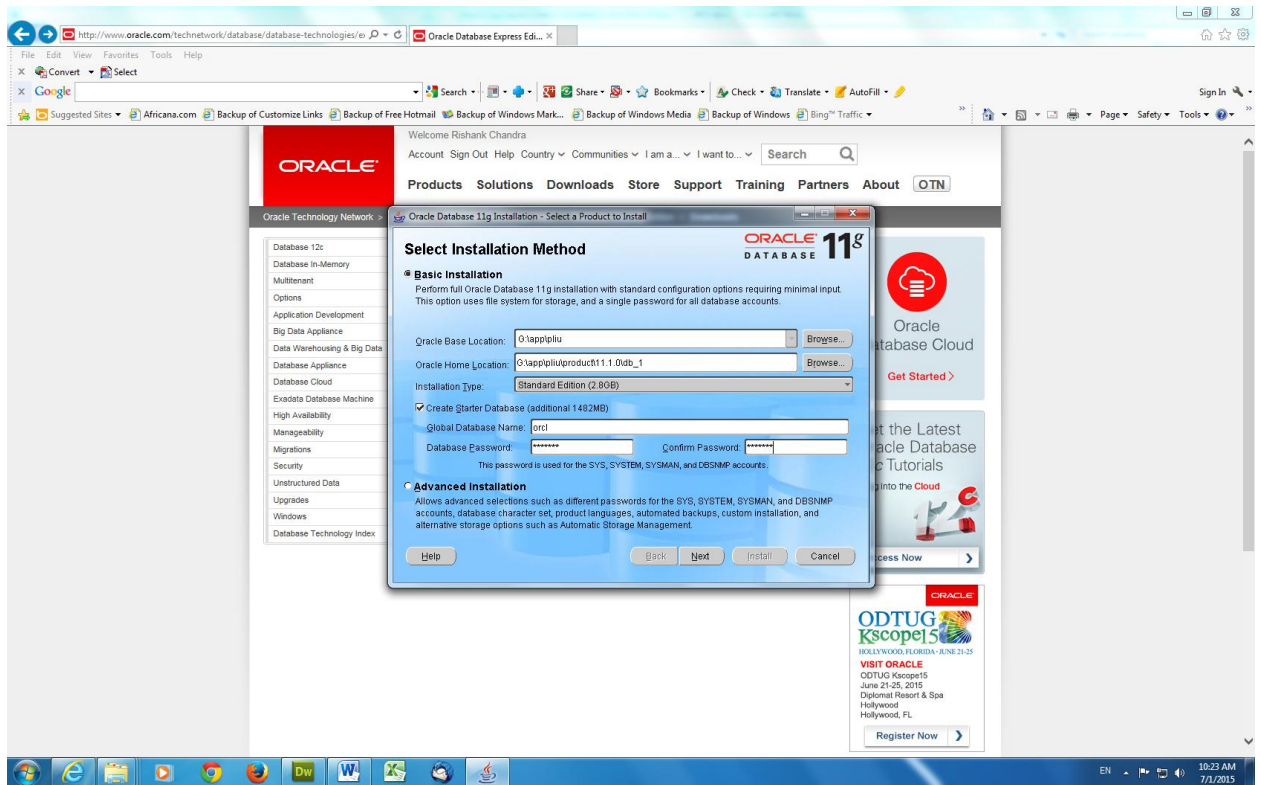 http://www.oracle.com/technetwork/database/database-technologies/e
Oracle Database Express Edi...
File Edit View Favorites Tools Help
x Convert Select
x Google Search Share Bookmarks Check Translate AutoFill Sign In
Suggested Sites Africana.com Backup of Customize Links Backup of Free Hotmail Backup of Windows Mark... Backup of Windows Media Backup of Windows Bing™ Traffic Page Safety Tools
Welcome Rishank Chandra
Account Sign Out Help Country Communities I am a... I want to... Search
ORACLE
Products Solutions Downloads Store Support Training Partners About OTN
Oracle Technology Network >
Database 12c
Database In-Memory
Multitenant
Options
Application Development
Big Data Appliance
Data Warehousing & Big Data
Database Appliance
Database Cloud
Exadata Database Machine
High Availability
Manageability
Migrations
Security
Unstructured Data
Upgrades
Windows
Database Technology Index
Oracle Database 11g Installation - Select a Product to Install
Select Installation Method
ORACLE 11g
DATABASE
Basic Installation
Perform full Oracle Database 11g installation with standard configuration options requiring minimal input.
This option uses file system for storage, and a single password for all database accounts.
Oracle Base Location: G:\app\pliu Browse...
Oracle Home Location: G:\app\pliu\product\11.1.0\db_1 Browse...
Installation Type: Standard Edition (2.8GB)
Create Starter Database (additional 1482MB)
Global Database Name: orcl
Database Password: ******* Confirm Password: *******
This password is used for the SYS, SYSTEM, SYSMAN, and DBSNMP accounts.
Advanced Installation
Allows advanced selections such as different passwords for the SYS, SYSTEM, SYSMAN, and DBSNMP
accounts, database character set, product languages, automated backups, custom installation, and
alternative storage options such as Automatic Storage Management.
Help Back Next Install Cancel
Oracle
atabase Cloud
Get Started >
et the Latest
acle Database
c Tutorials
g into the Cloud
12c
ccess Now
ORACLE
ODTUG
Kscope15
HOLLYWOOD, FLORIDA · JUNE 21-25
VISIT ORACLE
ODTUG Kscope15
June 21-25, 2015
Diplomat Resort & Spa
Hollywood
Hollywood, FL
Register Now
Dw
EN
10:23 AM
7/1/2015